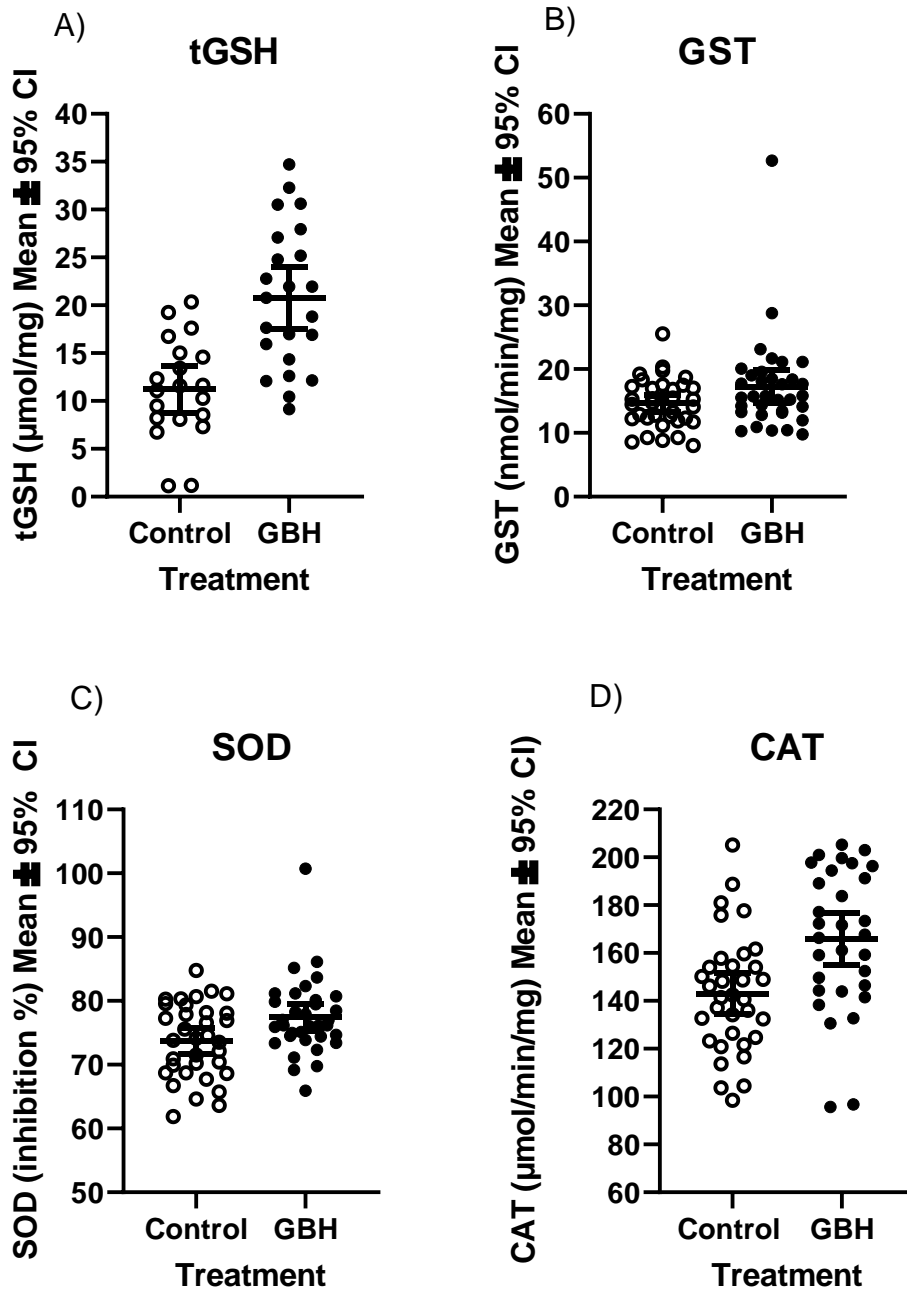 A)
tGSH
tGSH (µmol/mg) Mean ± 95% CI
40
35
30
25
20
15
10
5
0
Control GBH
Treatment
B)
GST
GST (nmol/min/mg) Mean ± 95% CI
60
50
40
30
20
10
0
Control GBH
Treatment
C)
SOD
SOD (inhibition %) Mean ± 95% CI
110
100
90
80
70
60
50
Control GBH
Treatment
D)
CAT
CAT (µmol/min/mg) Mean ± 95% CI)
220
200
180
160
140
120
100
80
60
Control GBH
Treatment